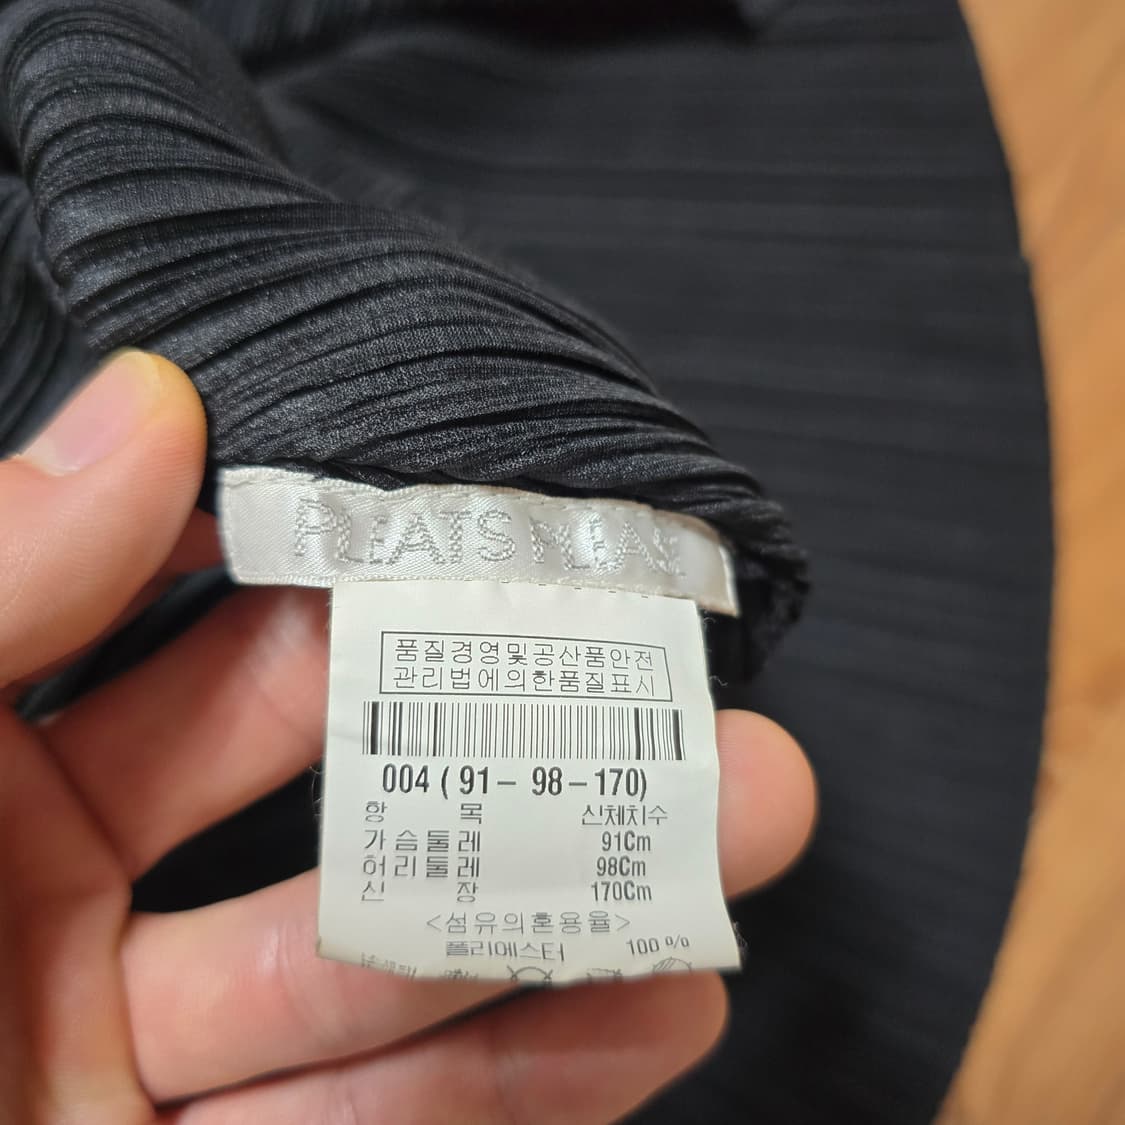 PLEATS PLEASE
품질경영및공산품안전
관리법에의한품질표시
004 ( 91 - 98 - 170)
항 목 신체치수
가슴둘레 91Cm
허리둘레 98Cm
신 장 170Cm
<섬유의혼용율>
폴리에스터 100 %